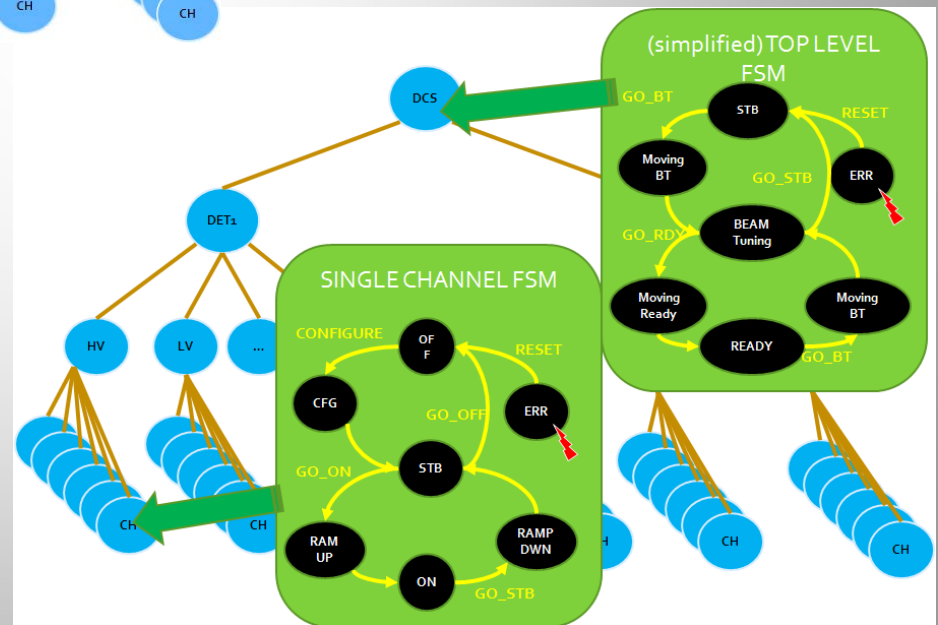 CH
CH
(simplified) TOP LEVEL
FSM
DCS
GO_BT
STB
RESET
Moving
BT
GO_STB
ERR
DET1
GO_RDY
BEAM
Tuning
SINGLE CHANNEL FSM
Moving
Ready
Moving
BT
HV
LV
...
CONFIGURE
OF
F
RESET
READY
GO_BT
CFG
GO_OFF
ERR
GO_ON
STB
CH
CH
RAM
UP
RAMP
DWN
H
CH
CH
ON
GO_STB